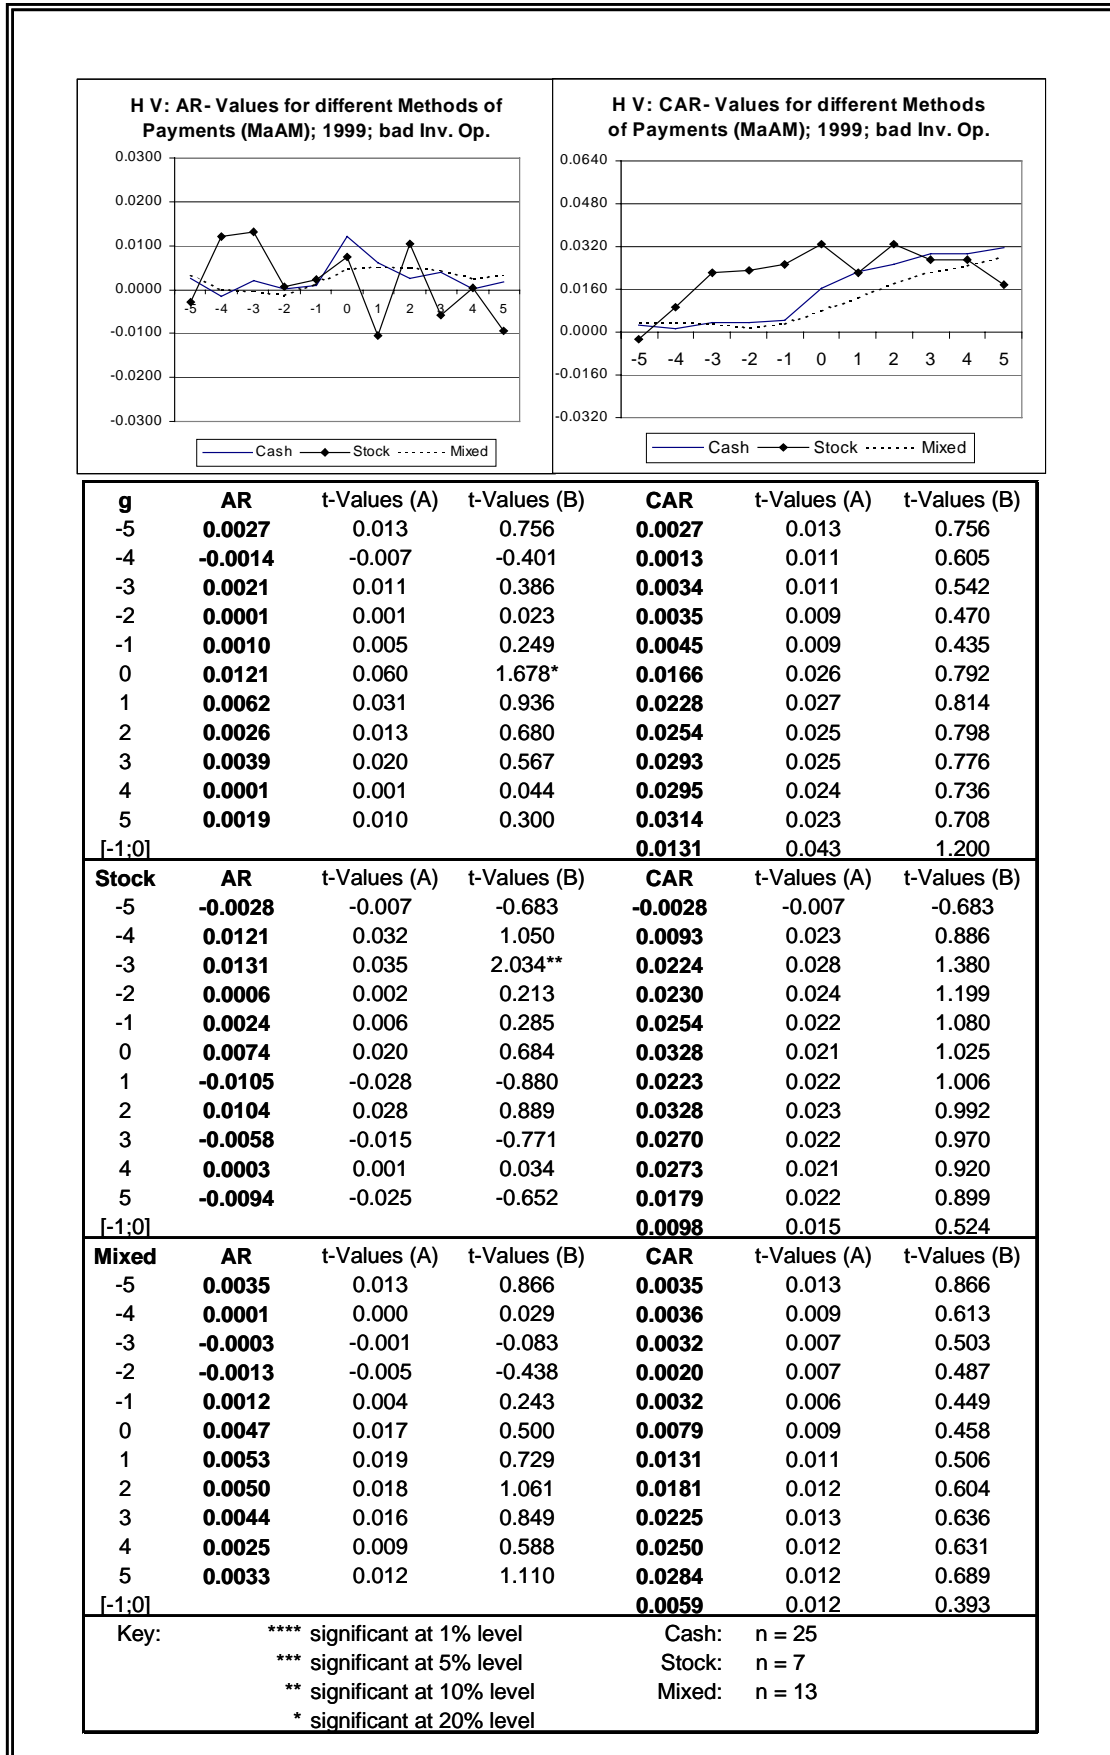 H V: AR- Values for different Methods of
Payments (MaAM); 1999; bad Inv. Op.
0.0300
0.0200
0.0100
0.0000
-0.0100
-0.0200
-0.0300
-5 -4 -3 -2 -1 0 1 2 3 4 5
Cash Stock Mixed
H V: CAR- Values for different Methods
of Payments (MaAM); 1999; bad Inv. Op.
0.0640
0.0480
0.0320
0.0160
0.0000
-0.0160
-0.0320
-5 -4 -3 -2 -1 0 1 2 3 4 5
Cash Stock Mixed
g AR t-Values (A) t-Values (B) CAR t-Values (A) t-Values (B)
-5 0.0027 0.013 0.756 0.0027 0.013 0.756
-4 -0.0014 -0.007 -0.401 0.0013 0.011 0.605
-3 0.0021 0.011 0.386 0.0034 0.011 0.542
-2 0.0001 0.001 0.023 0.0035 0.009 0.470
-1 0.0010 0.005 0.249 0.0045 0.009 0.435
0 0.0121 0.060 1.678* 0.0166 0.026 0.792
1 0.0062 0.031 0.936 0.0228 0.027 0.814
2 0.0026 0.013 0.680 0.0254 0.025 0.798
3 0.0039 0.020 0.567 0.0293 0.025 0.776
4 0.0001 0.001 0.044 0.0295 0.024 0.736
5 0.0019 0.010 0.300 0.0314 0.023 0.708
[-1;0] 0.0131 0.043 1.200
Stock AR t-Values (A) t-Values (B) CAR t-Values (A) t-Values (B)
-5 -0.0028 -0.007 -0.683 -0.0028 -0.007 -0.683
-4 0.0121 0.032 1.050 0.0093 0.023 0.886
-3 0.0131 0.035 2.034** 0.0224 0.028 1.380
-2 0.0006 0.002 0.213 0.0230 0.024 1.199
-1 0.0024 0.006 0.285 0.0254 0.022 1.080
0 0.0074 0.020 0.684 0.0328 0.021 1.025
1 -0.0105 -0.028 -0.880 0.0223 0.022 1.006
2 0.0104 0.028 0.889 0.0328 0.023 0.992
3 -0.0058 -0.015 -0.771 0.0270 0.022 0.970
4 0.0003 0.001 0.034 0.0273 0.021 0.920
5 -0.0094 -0.025 -0.652 0.0179 0.022 0.899
[-1;0] 0.0098 0.015 0.524
Mixed AR t-Values (A) t-Values (B) CAR t-Values (A) t-Values (B)
-5 0.0035 0.013 0.866 0.0035 0.013 0.866
-4 0.0001 0.000 0.029 0.0036 0.009 0.613
-3 -0.0003 -0.001 -0.083 0.0032 0.007 0.503
-2 -0.0013 -0.005 -0.438 0.0020 0.007 0.487
-1 0.0012 0.004 0.243 0.0032 0.006 0.449
0 0.0047 0.017 0.500 0.0079 0.009 0.458
1 0.0053 0.019 0.729 0.0131 0.011 0.506
2 0.0050 0.018 1.061 0.0181 0.012 0.604
3 0.0044 0.016 0.849 0.0225 0.013 0.636
4 0.0025 0.009 0.588 0.0250 0.012 0.631
5 0.0033 0.012 1.110 0.0284 0.012 0.689
[-1;0] 0.0059 0.012 0.393
Key: **** significant at 1% level Cash: n = 25
*** significant at 5% level Stock: n = 7
** significant at 10% level Mixed: n = 13
* significant at 20% level